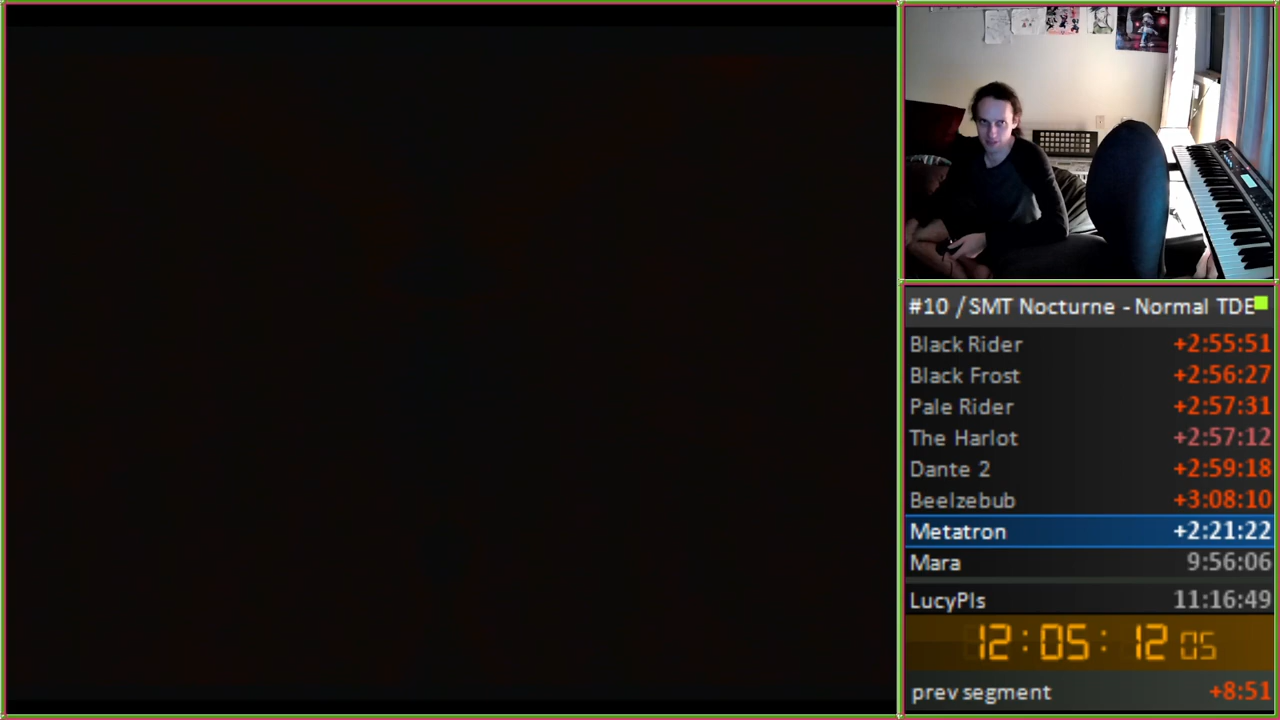 #10 / SMT Nocturne - Normal TDE
Black Rider +2:55:51
Black Frost +2:56:27
Pale Rider +2:57:31
The Harlot +2:57:12
Dante 2 +2:59:18
Beelzebub +3:08:10
Metatron +2:21:22
Mara 9:56:06
LucyPls 11:16:49
12:05:12 05
prev segment +8:51